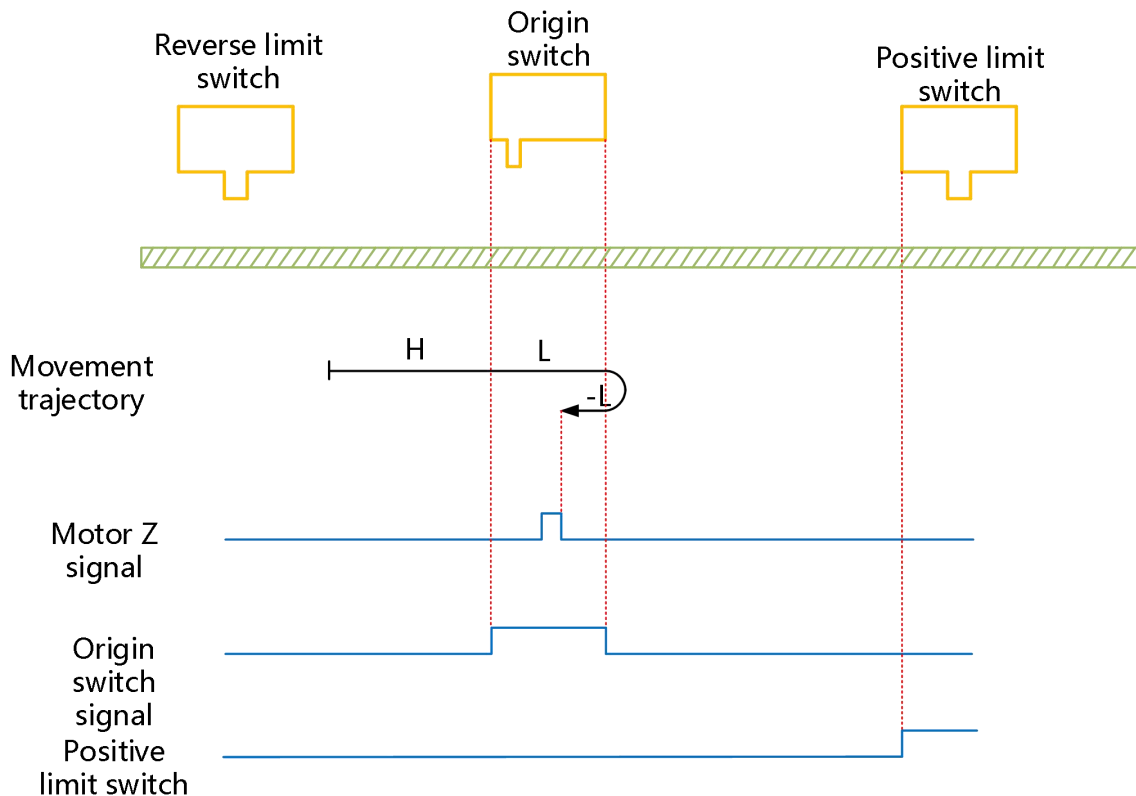 Reverse limit
switch
Origin
switch
Positive limit
switch
Movement
trajectory
H
L
-L
Motor Z
signal
Origin
switch
signal
Positive
limit switch